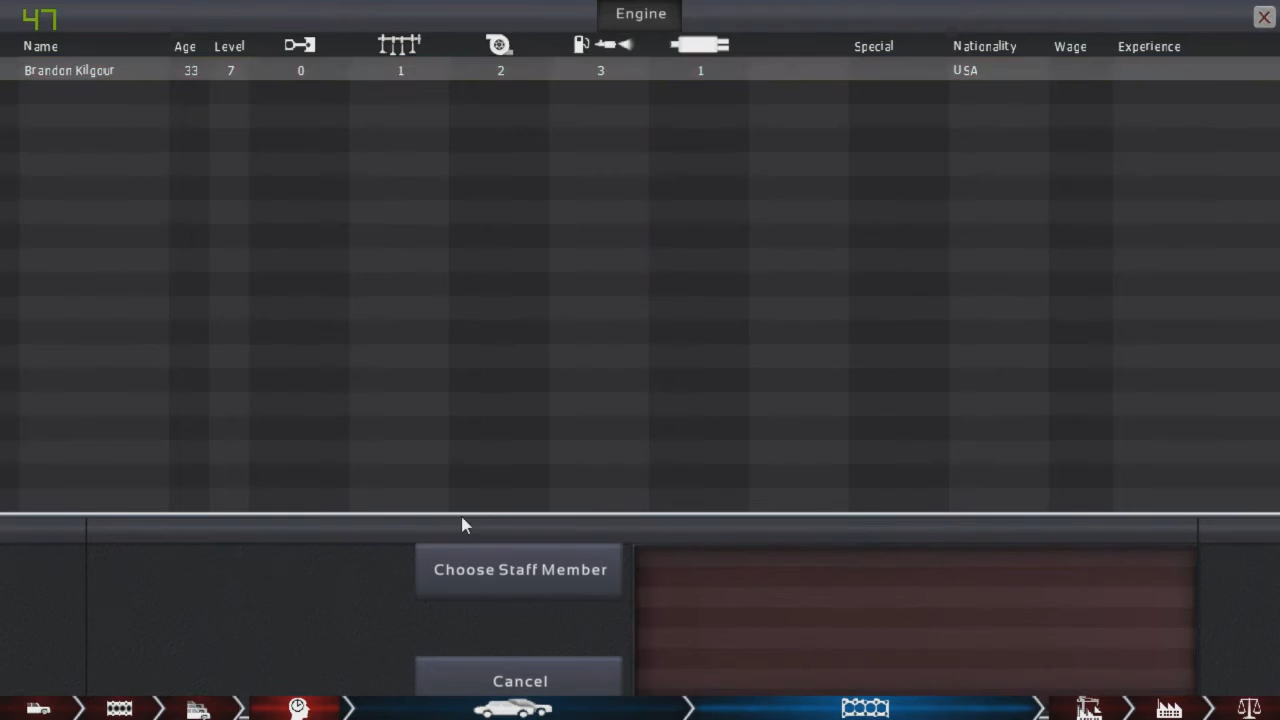 47
Engine
Name Age Level Special Nationality Wage Experience
Brandon Kilgour 33 7 0 1 2 3 1 USA
Choose Staff Member
Cancel